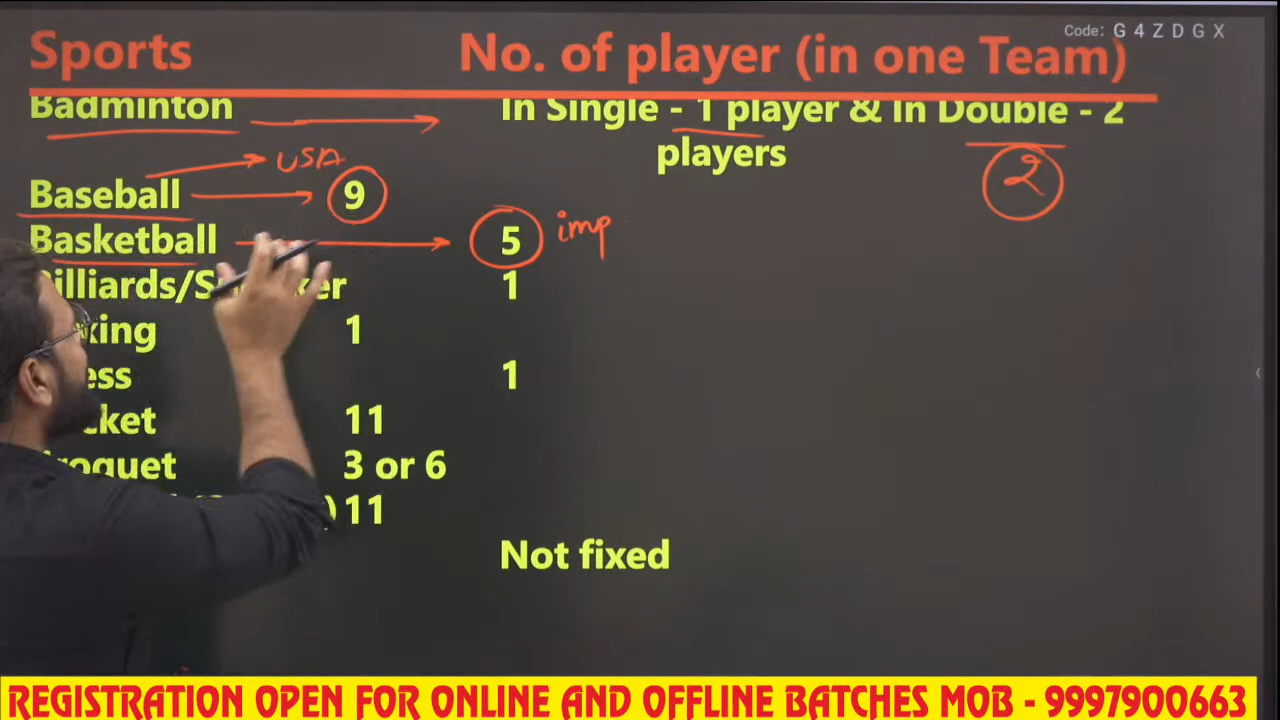 Code: G 4 Z D G X
Sports No. of player (in one Team)
Badminton In Single - 1 player & In Double - 2
players
2
USA
Baseball 9
Basketball 5 imp
1
1
1
11
3 or 6
11
Not fixed
REGISTRATION OPEN FOR ONLINE AND OFFLINE BATCHES MOB - 9997900663